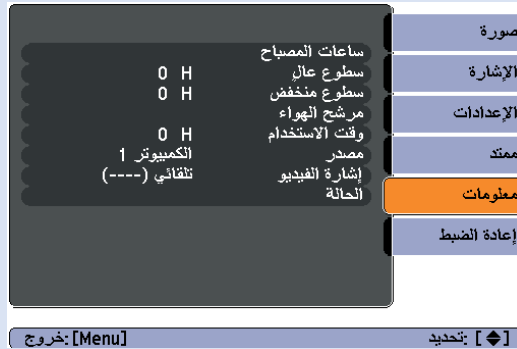 صورة
الإشارة
الإعدادات
ممتد
معلومات
إعادة الضبط
ساعات المصباح
سطوع عالٍ 0 H
سطوع منخفض 0 H
مرشح الهواء
وقت الاستخدام 0 H
مصدر الكمبيوتر 1
إشارة الفيديو تلقائي (----)
الحالة
[◆] :تحديد [Menu] :خروج